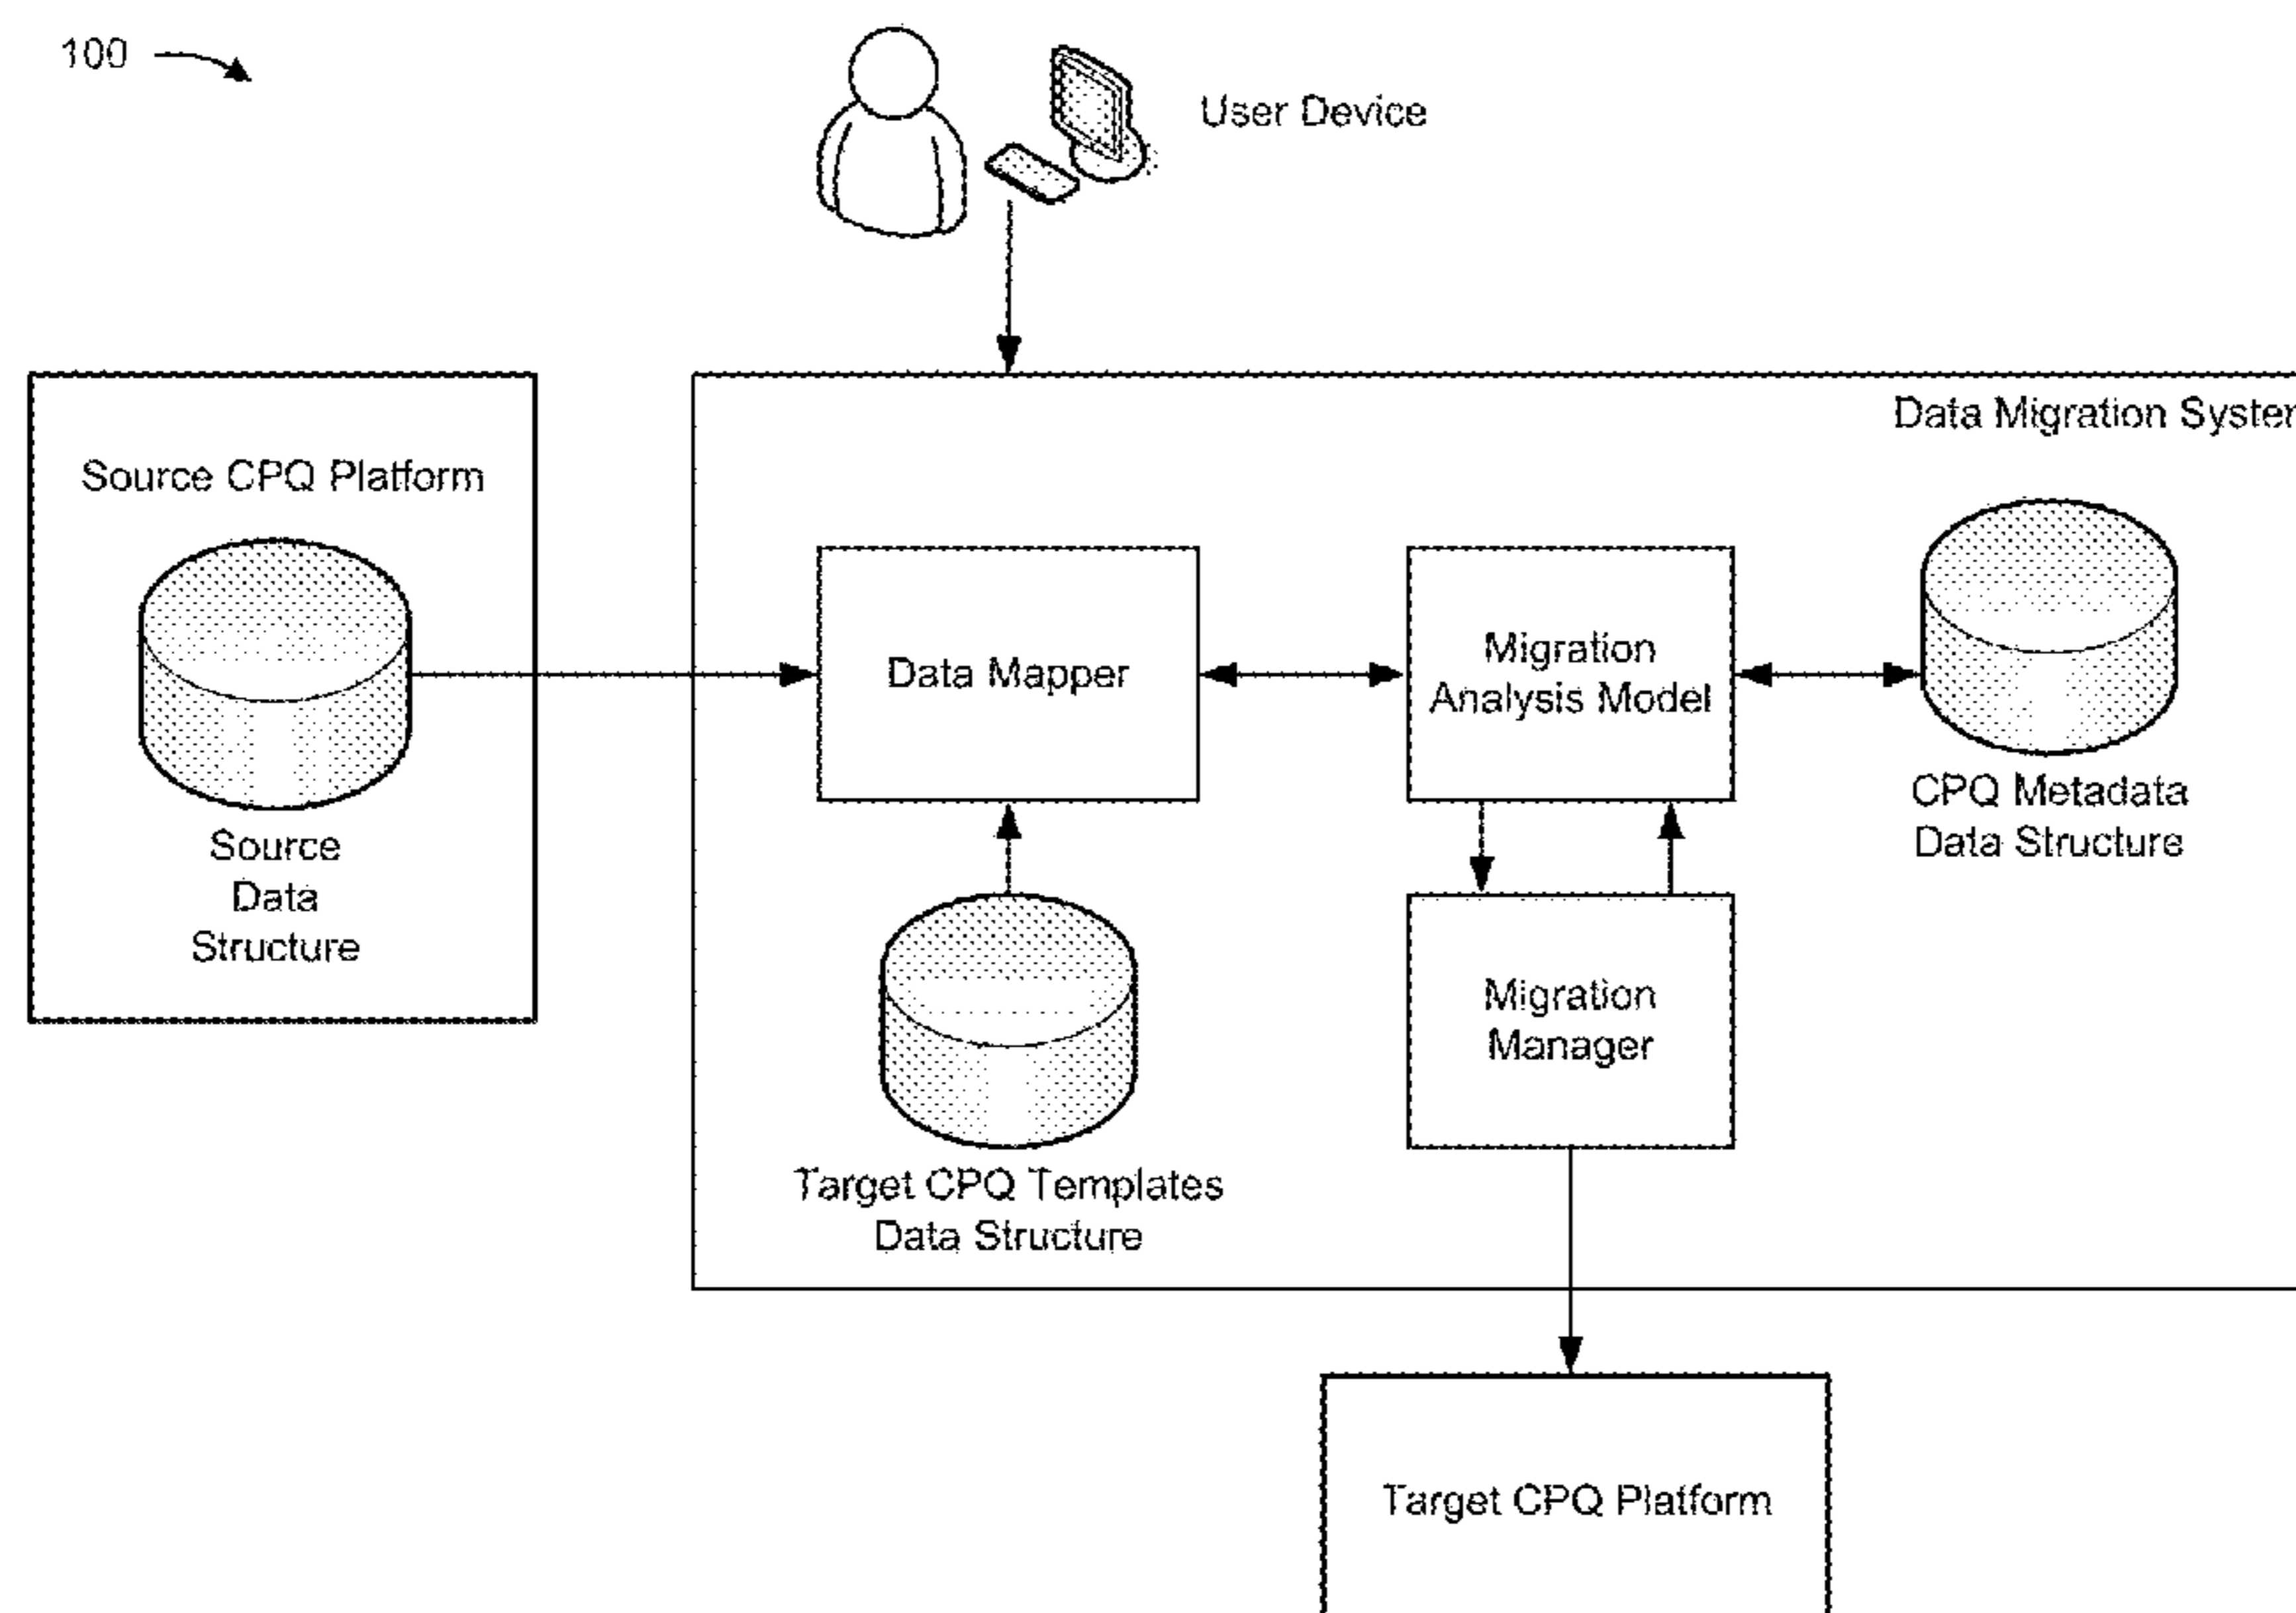 100
User Device
Data Migration System
Source CPQ Platform
Source
Data
Structure
Data Mapper
Migration
Analysis Model
CPQ Metadata
Data Structure
Migration
Manager
Target CPQ Templates
Data Structure
Target CPQ Platform